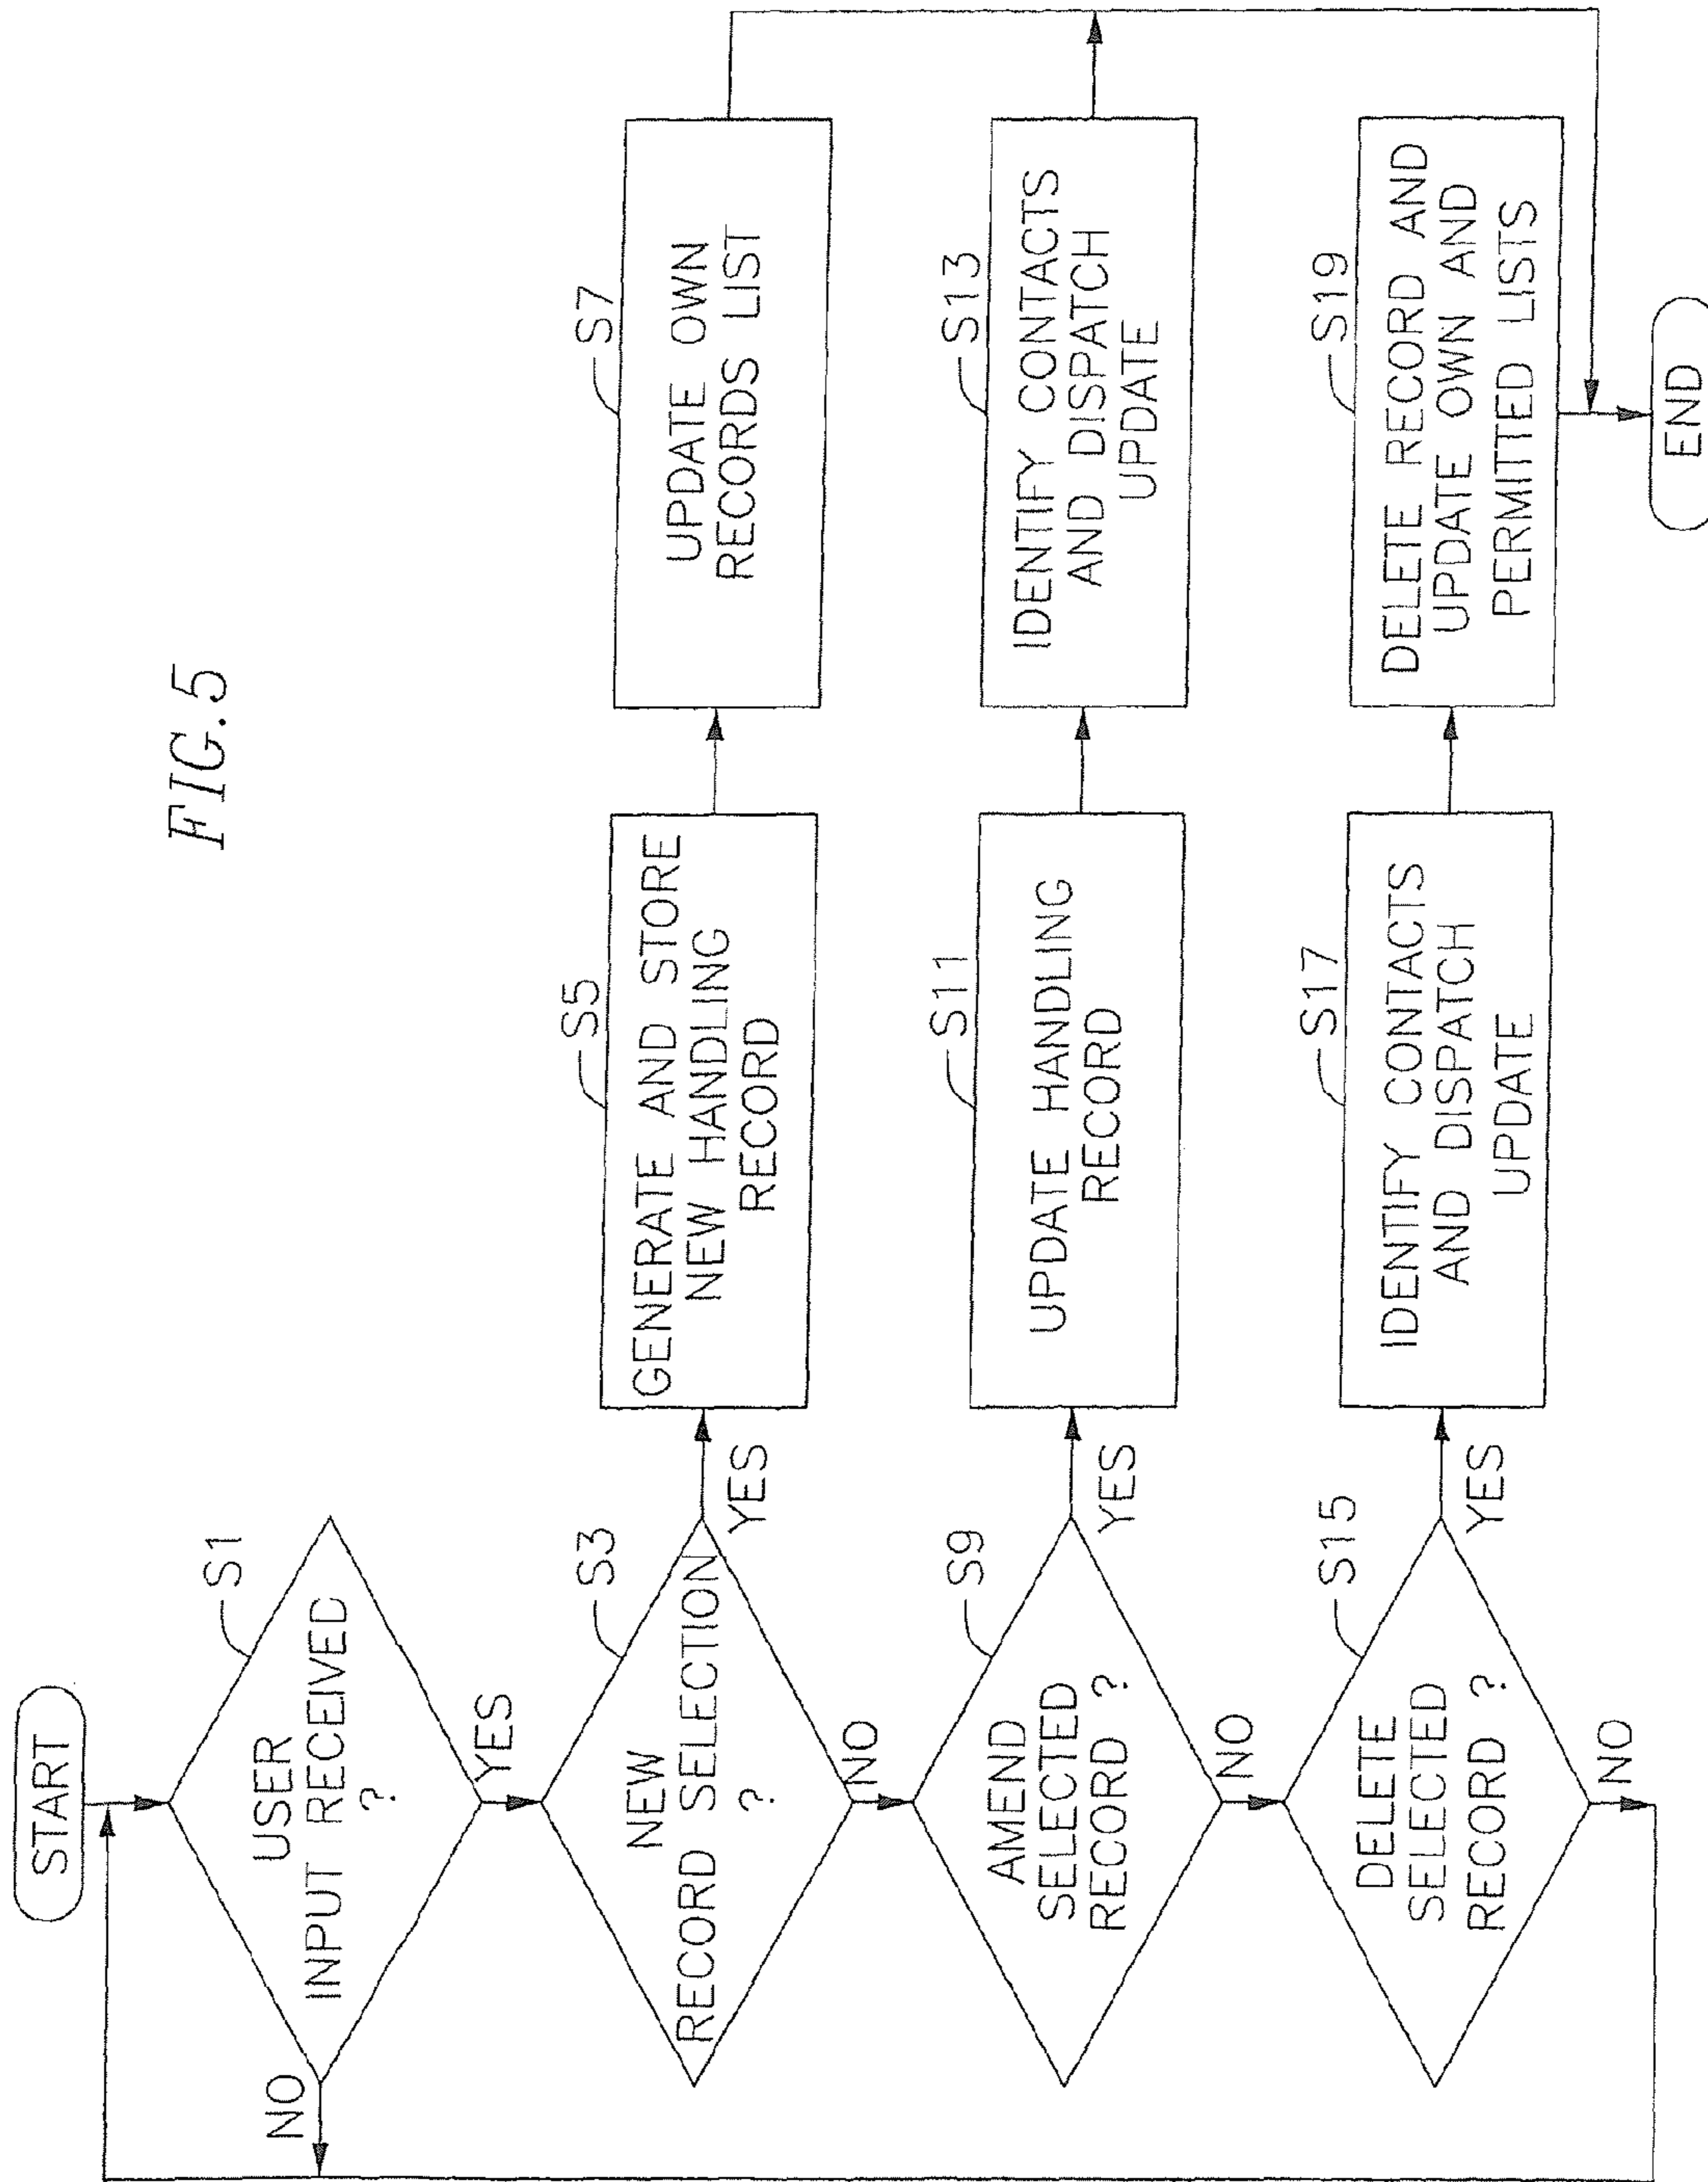 FIG.5
START
S1
USER
INPUT RECEIVED
?
NO
YES
S3
NEW
RECORD SELECTION
?
YES
NO
S5
GENERATE AND STORE
NEW HANDLING
RECORD
S7
UPDATE OWN
RECORDS LIST
S9
AMEND
SELECTED
RECORD ?
YES
NO
S11
UPDATE HANDLING
RECORD
S13
IDENTIFY CONTACTS
AND DISPATCH
UPDATE
S15
DELETE
SELECTED
RECORD ?
YES
NO
S17
IDENTIFY CONTACTS
AND DISPATCH
UPDATE
S19
DELETE RECORD AND
UPDATE OWN AND
PERMITTED LISTS
END